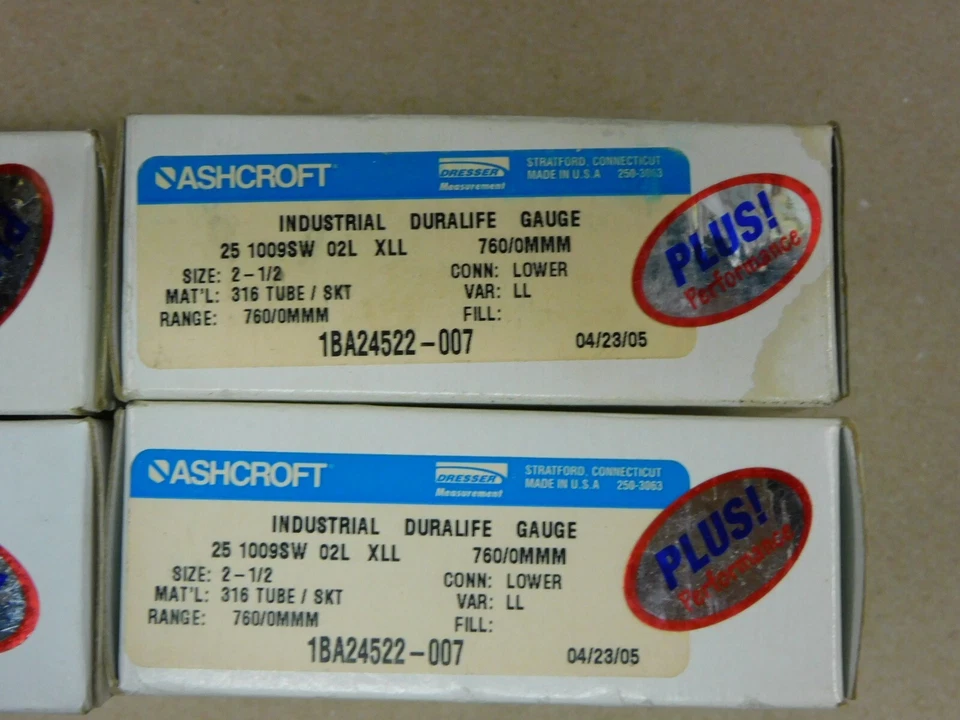 ASHCROFT
DRESSER
Measurement
STRATFORD, CONNECTICUT
MADE IN U.S.A 250-3063
INDUSTRIAL DURALIFE GAUGE
25 1009SW 02L XLL 760/0MMM
SIZE: 2-1/2 CONN: LOWER
MAT'L: 316 TUBE / SKT VAR: LL
RANGE: 760/0MMM FILL:
1BA24522-007 04/23/05
PLUS!
Performance
ASHCROFT
DRESSER
Measurement
STRATFORD, CONNECTICUT
MADE IN U.S.A 250-3063
INDUSTRIAL DURALIFE GAUGE
25 1009SW 02L XLL 760/0MMM
SIZE: 2-1/2 CONN: LOWER
MAT'L: 316 TUBE / SKT VAR: LL
RANGE: 760/0MMM FILL:
1BA24522-007 04/23/05
PLUS!
Performance